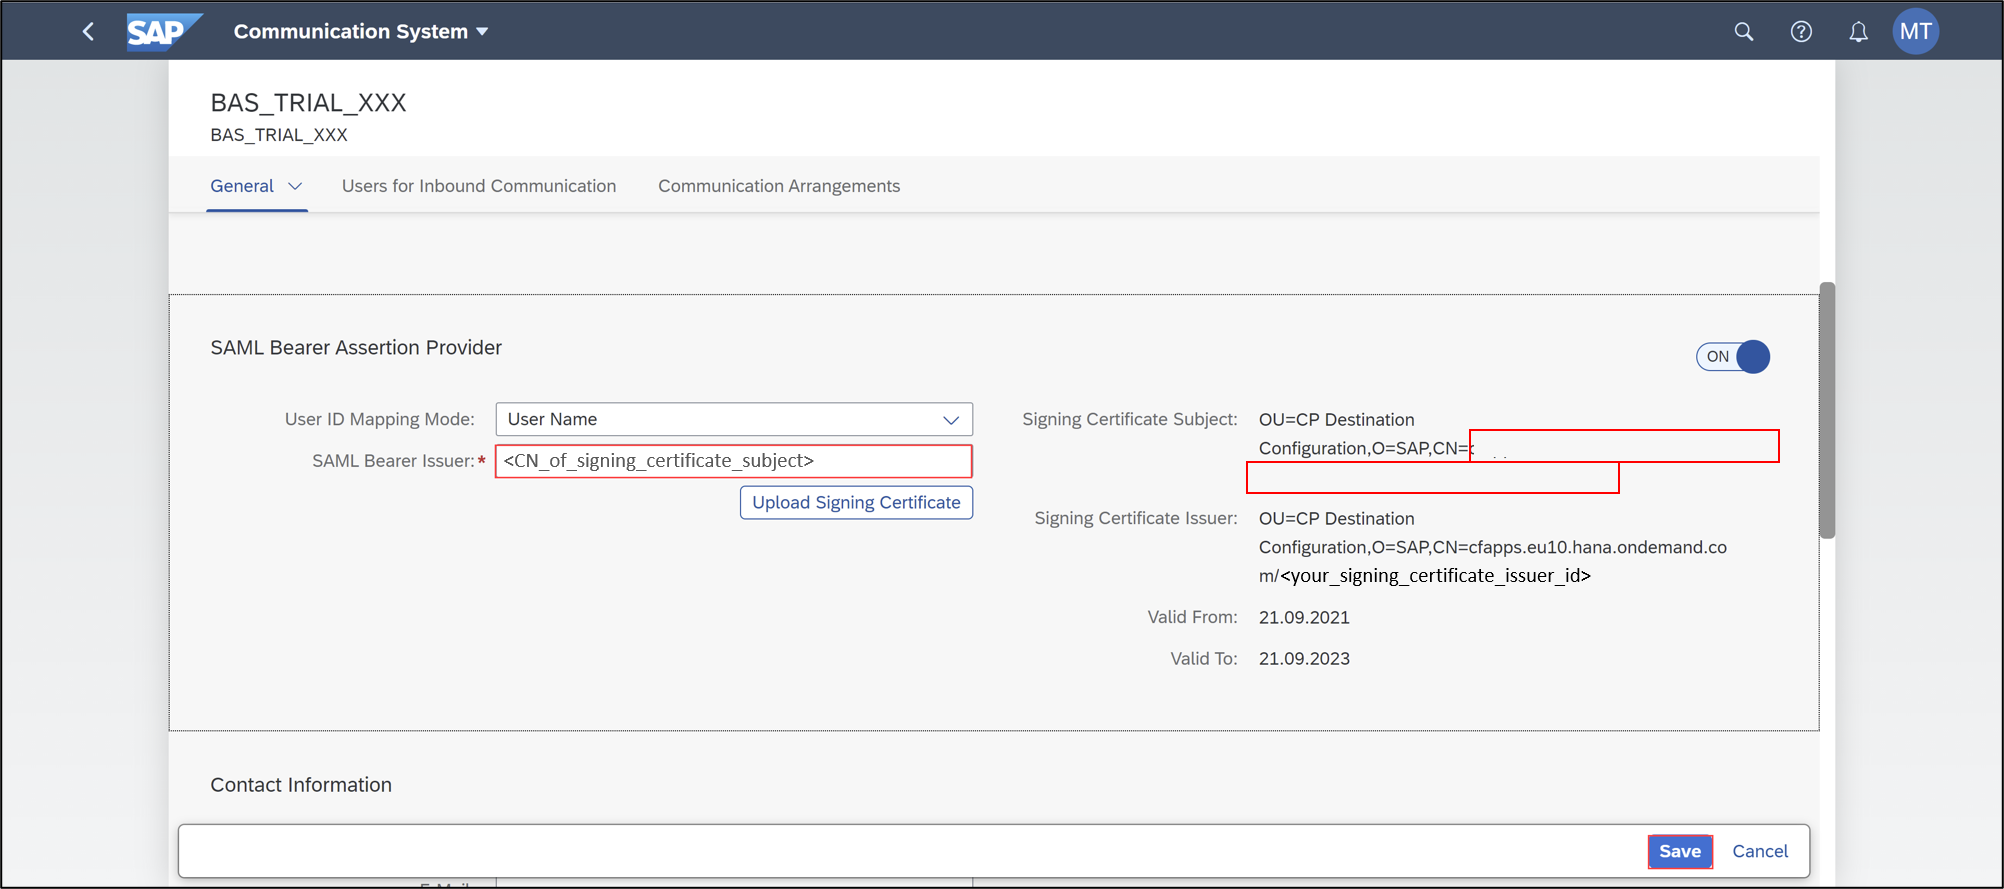 SAP
Communication System
MT
BAS_TRIAL_XXX
BAS_TRIAL_XXX
General
Users for Inbound Communication
Communication Arrangements
SAML Bearer Assertion Provider
ON
User ID Mapping Mode:
User Name
SAML Bearer Issuer:*
<CN_of_signing_certificate_subject>
Upload Signing Certificate
Signing Certificate Subject:
OU=CP Destination
Configuration,O=SAP,CN=
Signing Certificate Issuer:
OU=CP Destination
Configuration,O=SAP,CN=cfapps.eu10.hana.ondemand.co
m/<your_signing_certificate_issuer_id>
Valid From:
21.09.2021
Valid To:
21.09.2023
Contact Information
Save
Cancel